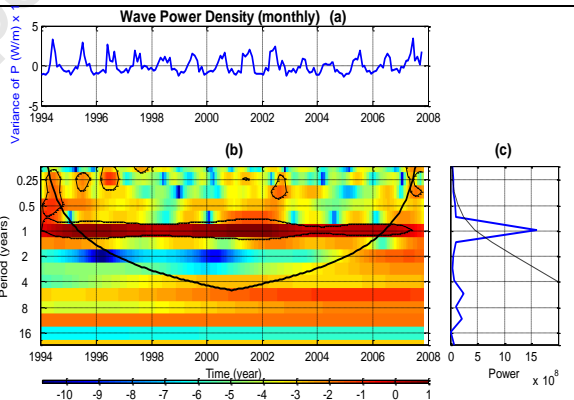 Wave Power Density (monthly) (a)
Variance of P (W/m) x
5
0
-5
1994 1996 1998 2000 2002 2004 2006 2008
(b) (c)
Period (years)
0.25
0.5
1
2
4
8
16
1994 1996 1998 2000 2002 2004 2006 2008
0 5 10 15
Time (year)
Power x 10^8
-10 -9 -8 -7 -6 -5 -4 -3 -2 -1 0 1